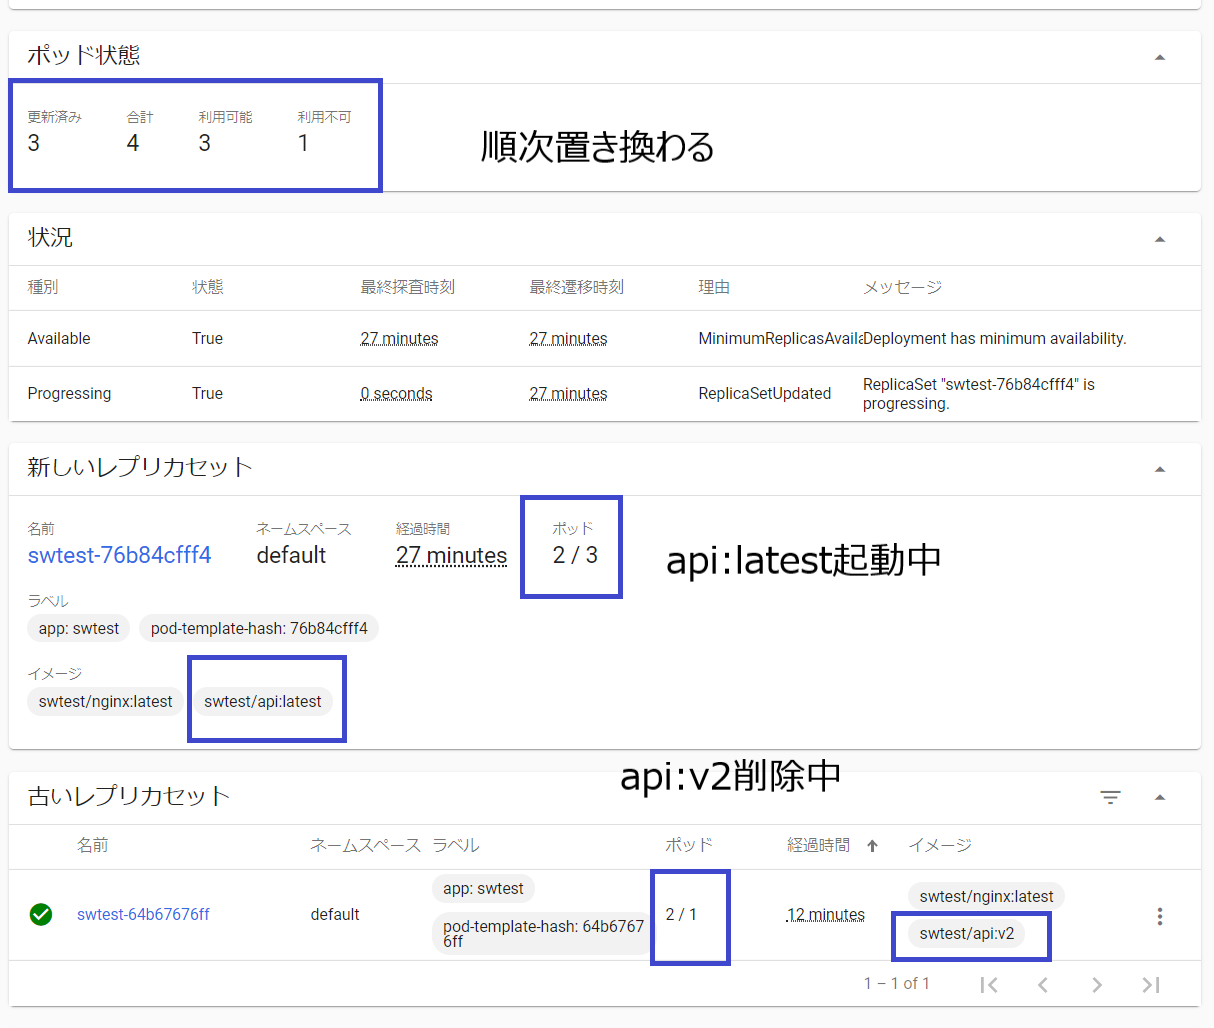 ポッド状態
更新済み 合計 利用可能 利用不可
3 4 3 1
順次置き換わる
状況
種別 状態 最終探査時刻 最終遷移時刻 理由 メッセージ
Available True 27 minutes 27 minutes MinimumReplicasAvaila Deployment has minimum availability.
Progressing True 0 seconds 27 minutes ReplicaSetUpdated ReplicaSet "swtest-76b84cfff4" is
progressing.
新しいレプリカセット
名前 ネームスペース 経過時間 ポッド
swtest-76b84cfff4 default 27 minutes 2 / 3
api:latest起動中
ラベル
app: swtest pod-template-hash: 76b84cfff4
イメージ
swtest/nginx:latest swtest/api:latest
api:v2削除中
古いレプリカセット
名前 ネームスペース ラベル ポッド 経過時間 イメージ
swtest-64b67676ff default app: swtest 2 / 1 12 minutes swtest/nginx:latest
pod-template-hash: 64b6767 swtest/api:v2
6ff
1 – 1 of 1